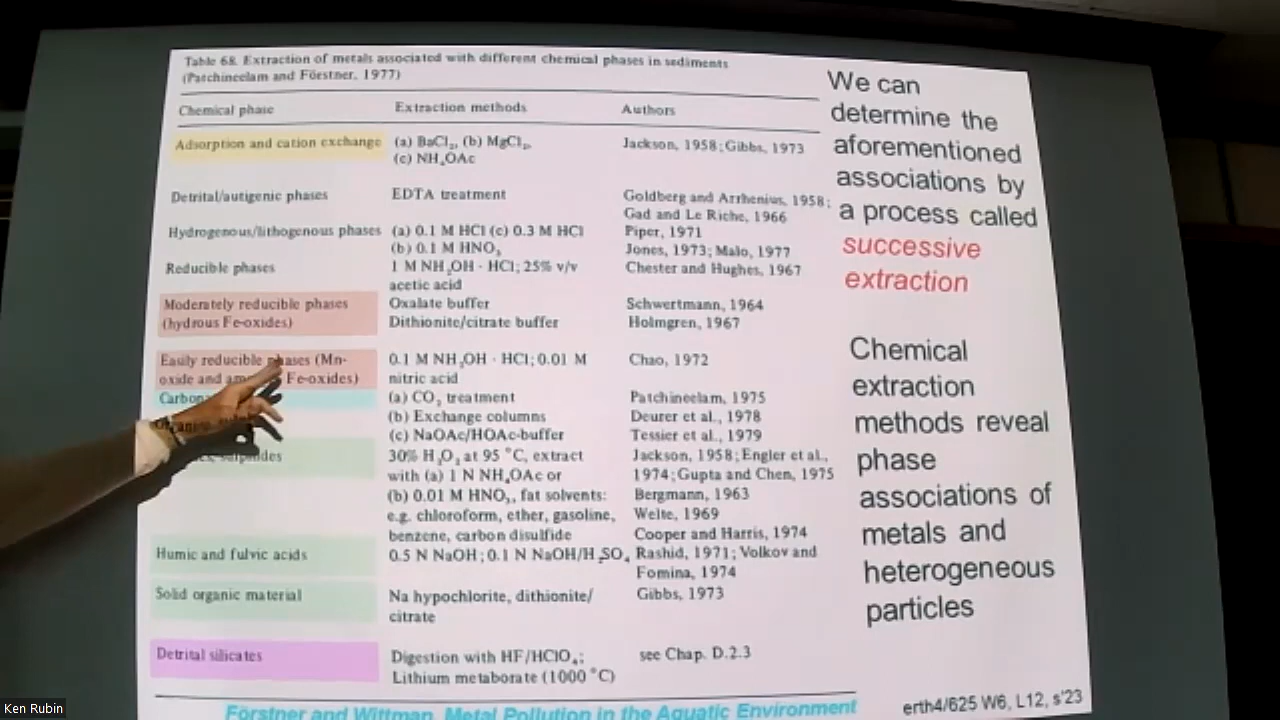 Table 68. Extraction of metals associated with different chemical phases in sediments
(Patchineelam and Förstner, 1977)
Chemical phase Extraction methods Authors
Adsorption and cation exchange (a) BaCl₂, (b) MgCl₂, Jackson, 1958; Gibbs, 1973
(c) NH₄OAc
Detrital/autigenic phases EDTA treatment Goldberg and Arrhenius, 1958;
Gad and Le Riche, 1966
Hydrogenous/lithogenous phases (a) 0.1 M HCl (c) 0.3 M HCl Piper, 1971
(b) 0.1 M HNO₃ Jones, 1973; Malo, 1977
Reducible phases 1 M NH₂OH · HCl; 25% v/v Chester and Hughes, 1967
acetic acid
Moderately reducible phases Oxalate buffer Schwertmann, 1964
(hydrous Fe-oxides) Dithionite/citrate buffer Holmgren, 1967
Easily reducible phases (Mn- 0.1 M NH₂OH · HCl; 0.01 M Chao, 1972
oxide and Fe-oxides) nitric acid
(a) CO₂ treatment Patchineelam, 1975
(b) Exchange columns Deurer et al., 1978
(c) NaOAc/HOAc-buffer Tessier et al., 1979
30% H₂O₂ at 95 °C, extract Jackson, 1958; Engler et al.,
with (a) 1 N NH₄OAc or 1974; Gupta and Chen, 1975
(b) 0.01 M HNO₃, fat solvents: Bergmann, 1963
e.g. chloroform, ether, gasoline, Welte, 1969
benzene, carbon disulfide Cooper and Harris, 1974
Humic and fulvic acids 0.5 N NaOH; 0.1 N NaOH/H₂SO₄ Rashid, 1971; Volkov and
Fomina, 1974
Solid organic material Na hypochlorite, dithionite/ Gibbs, 1973
citrate
Detrital silicates Digestion with HF/HClO₄; see Chap. D.2.3
Lithium metaborate (1000 °C)
Förstner and Wittman, Metal Pollution in the Aquatic Environment
We can
determine the
aforementioned
associations by
a process called
successive
extraction
Chemical
extraction
methods reveal
phase
associations of
metals and
heterogeneous
particles
erth4/625 W6, L12, s'23
Ken Rubin